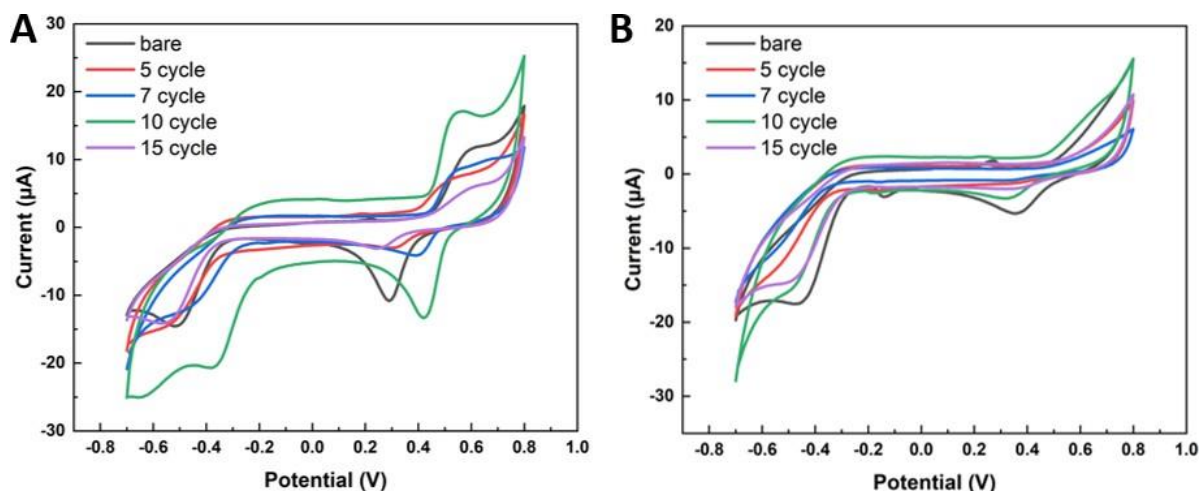 A
30
20
10
0
-10
-20
-30
Current (µA)
bare
5 cycle
7 cycle
10 cycle
15 cycle
-0.8 -0.6 -0.4 -0.2 0.0 0.2 0.4 0.6 0.8 1.0
Potential (V)
B
20
10
0
-10
-20
-30
Current (µA)
bare
5 cycle
7 cycle
10 cycle
15 cycle
-0.8 -0.6 -0.4 -0.2 0.0 0.2 0.4 0.6 0.8 1.0
Potential (V)